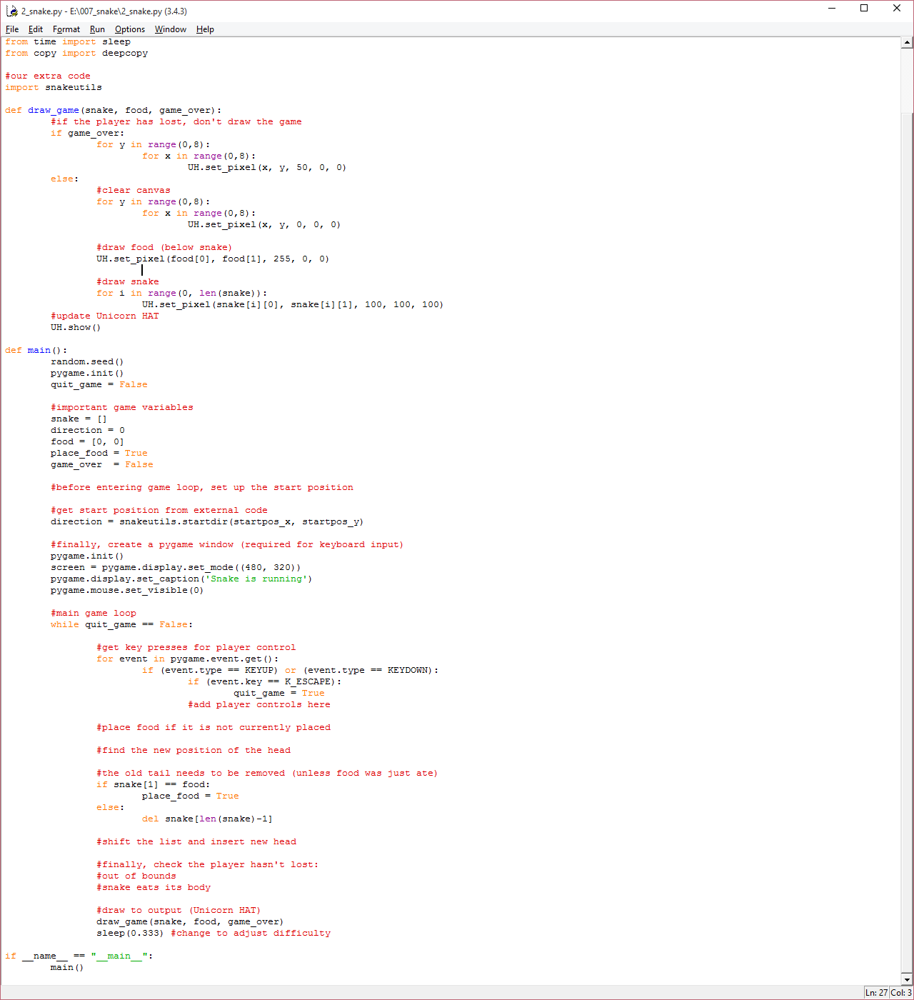 2_snake.py - E:\007_snake\2_snake.py (3.4.3)
File Edit Format Run Options Window Help
from time import sleep
from copy import deepcopy

#our extra code
import snakeutils

def draw_game(snake, food, game_over):
        #if the player has lost, don't draw the game
        if game_over:
                for y in range(0,8):
                        for x in range(0,8):
                                UH.set_pixel(x, y, 50, 0, 0)
        else:
                #clear canvas
                for y in range(0,8):
                        for x in range(0,8):
                                UH.set_pixel(x, y, 0, 0, 0)

                #draw food (below snake)
                UH.set_pixel(food[0], food[1], 255, 0, 0)

                #draw snake
                for i in range(0, len(snake)):
                        UH.set_pixel(snake[i][0], snake[i][1], 100, 100, 100)
        #update Unicorn HAT
        UH.show()

def main():
        random.seed()
        pygame.init()
        quit_game = False

        #important game variables
        snake = []
        direction = 0
        food = [0, 0]
        place_food = True
        game_over  = False

        #before entering game loop, set up the start position

        #get start position from external code
        direction = snakeutils.startdir(startpos_x, startpos_y)

        #finally, create a pygame window (required for keyboard input)
        pygame.init()
        screen = pygame.display.set_mode((480, 320))
        pygame.display.set_caption('Snake is running')
        pygame.mouse.set_visible(0)

        #main game loop
        while quit_game == False:

                #get key presses for player control
                for event in pygame.event.get():
                        if (event.type == KEYUP) or (event.type == KEYDOWN):
                                if (event.key == K_ESCAPE):
                                        quit_game = True
                                #add player controls here

                #place food if it is not currently placed

                #find the new position of the head

                #the old tail needs to be removed (unless food was just ate)
                if snake[1] == food:
                        place_food = True
                else:
                        del snake[len(snake)-1]

                #shift the list and insert new head

                #finally, check the player hasn't lost:
                #out of bounds
                #snake eats its body

                #draw to output (Unicorn HAT)
                draw_game(snake, food, game_over)
                sleep(0.333) #change to adjust difficulty

if __name__ == "__main__":
        main()
Ln: 27 Col: 3